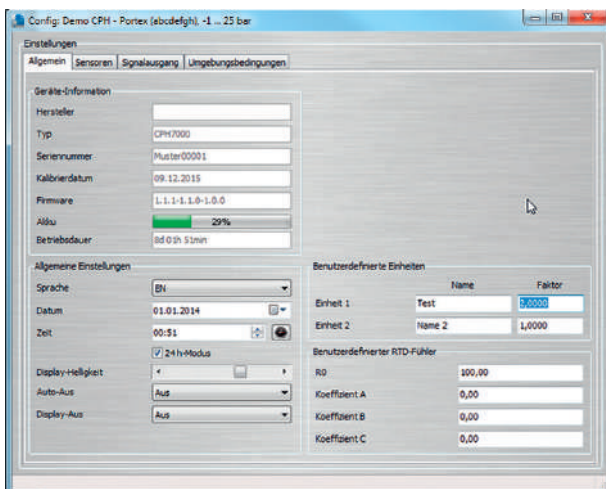 Config: Demo CPH - Portex (abcdefgh), -1 ... 25 bar
Einstellungen
Allgemein Sensoren Signalausgang Umgebungsbedingungen
Geräte-Information
Hersteller
Typ CPH7000
Seriennummer Muster00001
Kalibrierdatum 09.12.2015
Firmware 1.1.1-1.1.0-1.0.0
Akku 29%
Betriebsdauer 8d 01h 51min
Allgemeine Einstellungen
Sprache EN
Datum 01.01.2014
Zeit 00:51
24 h-Modus
Display-Helligkeit
Auto-Aus Aus
Display-Aus Aus
Benutzerdefinierte Einheiten
Name Faktor
Einheit 1 Test 2,0000
Einheit 2 Name 2 1,0000
Benutzerdefinierter RTD-Fühler
R0 100,00
Koeffizient A 0,00
Koeffizient B 0,00
Koeffizient C 0,00